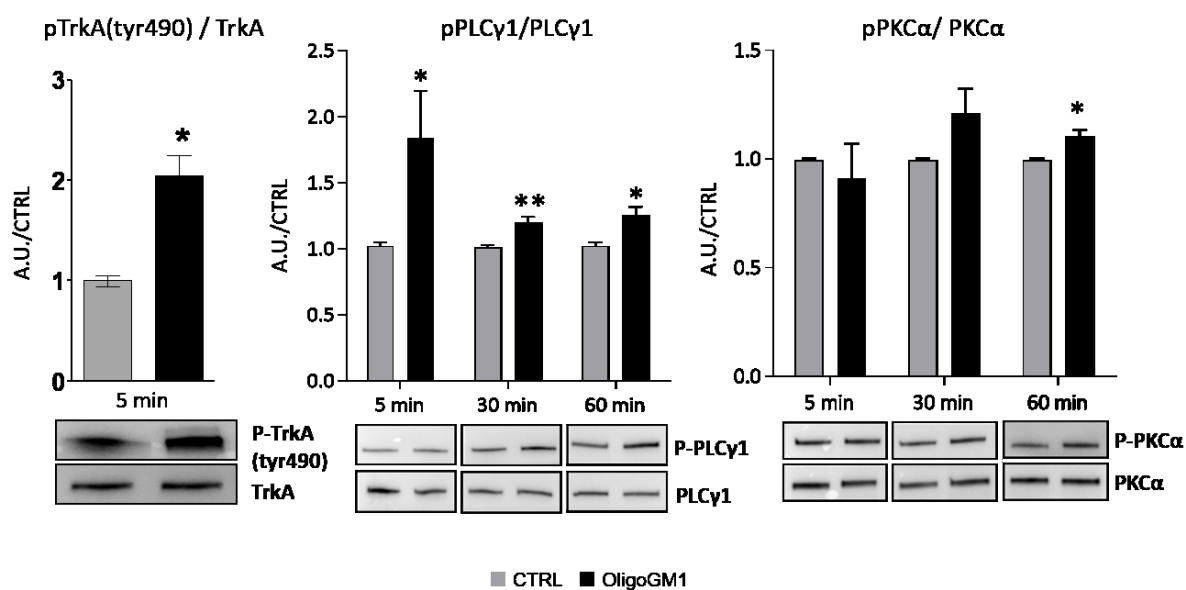 pTrkA(tyr490) / TrkA
A.U./CTRL
3
2
1
0
*
5 min
P-TrkA
(tyr490)
TrkA
pPLCγ1/PLCγ1
A.U./CTRL
2.5
2.0
1.5
1.0
0.5
0.0
*
**
*
5 min 30 min 60 min
P-PLCγ1
PLCγ1
pPKCα/ PKCα
A.U./CTRL
1.5
1.0
0.5
0.0
*
5 min 30 min 60 min
P-PKCα
PKCα
CTRL OligoGM1